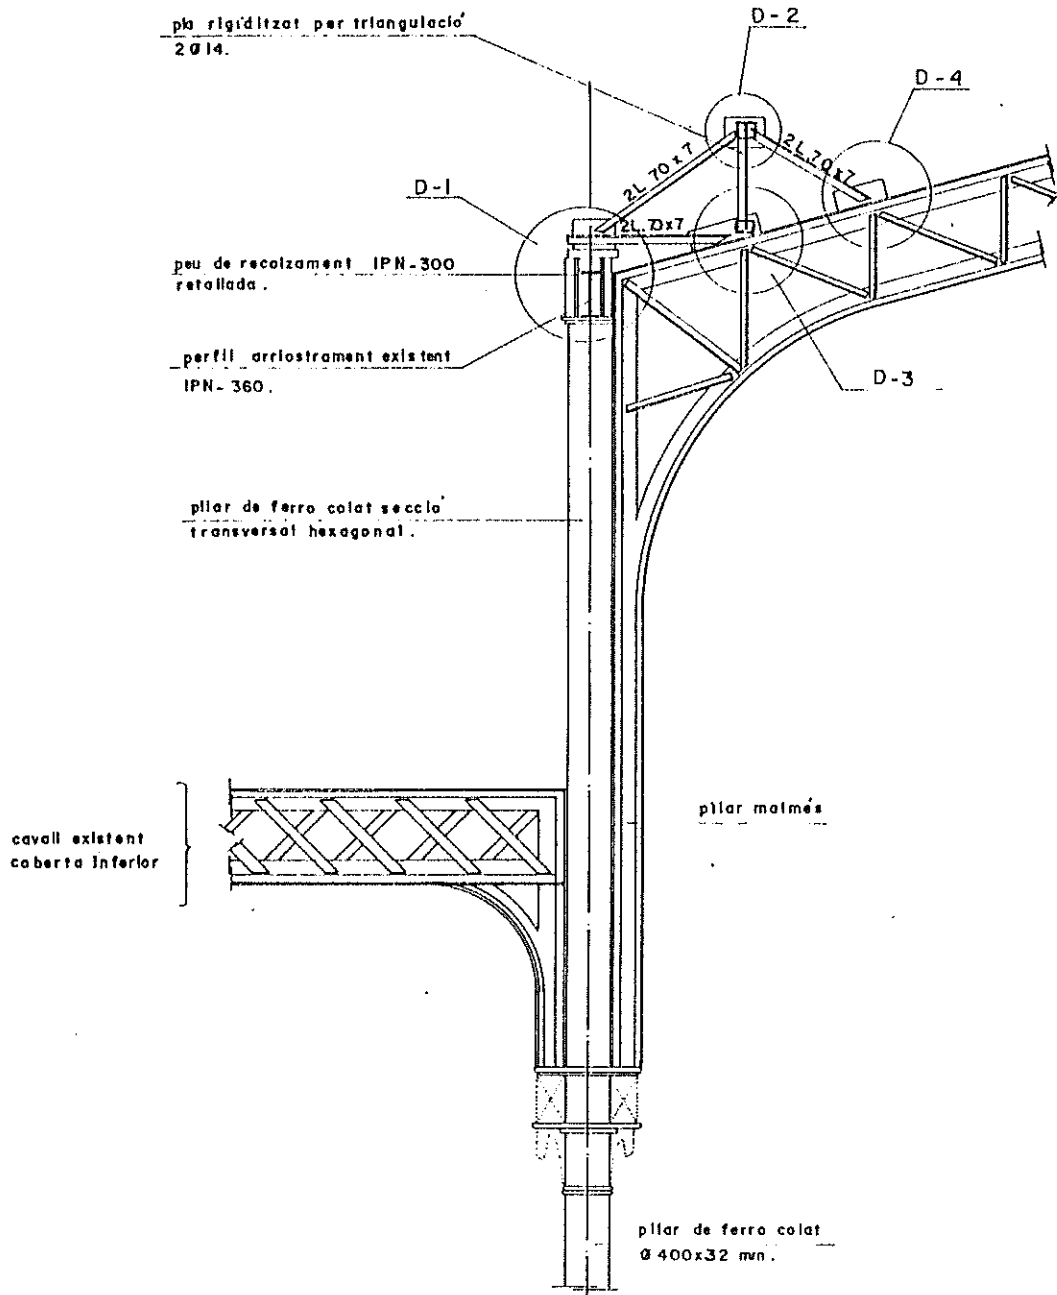 pla rigiditzat per triangulació
2Ø14.
D-2
D-4
2L.70x7
2L.70x7
D-1
2L.70x7
peu de recolzament IPN-300
retallada.
perfil arriostrament existent
IPN-360.
D-3
pilar de ferro colat secció
transversal hexagonal.
pilar malmés
cavall existent
coberta inferior
pilar de ferro colat
Ø400x32 mm.